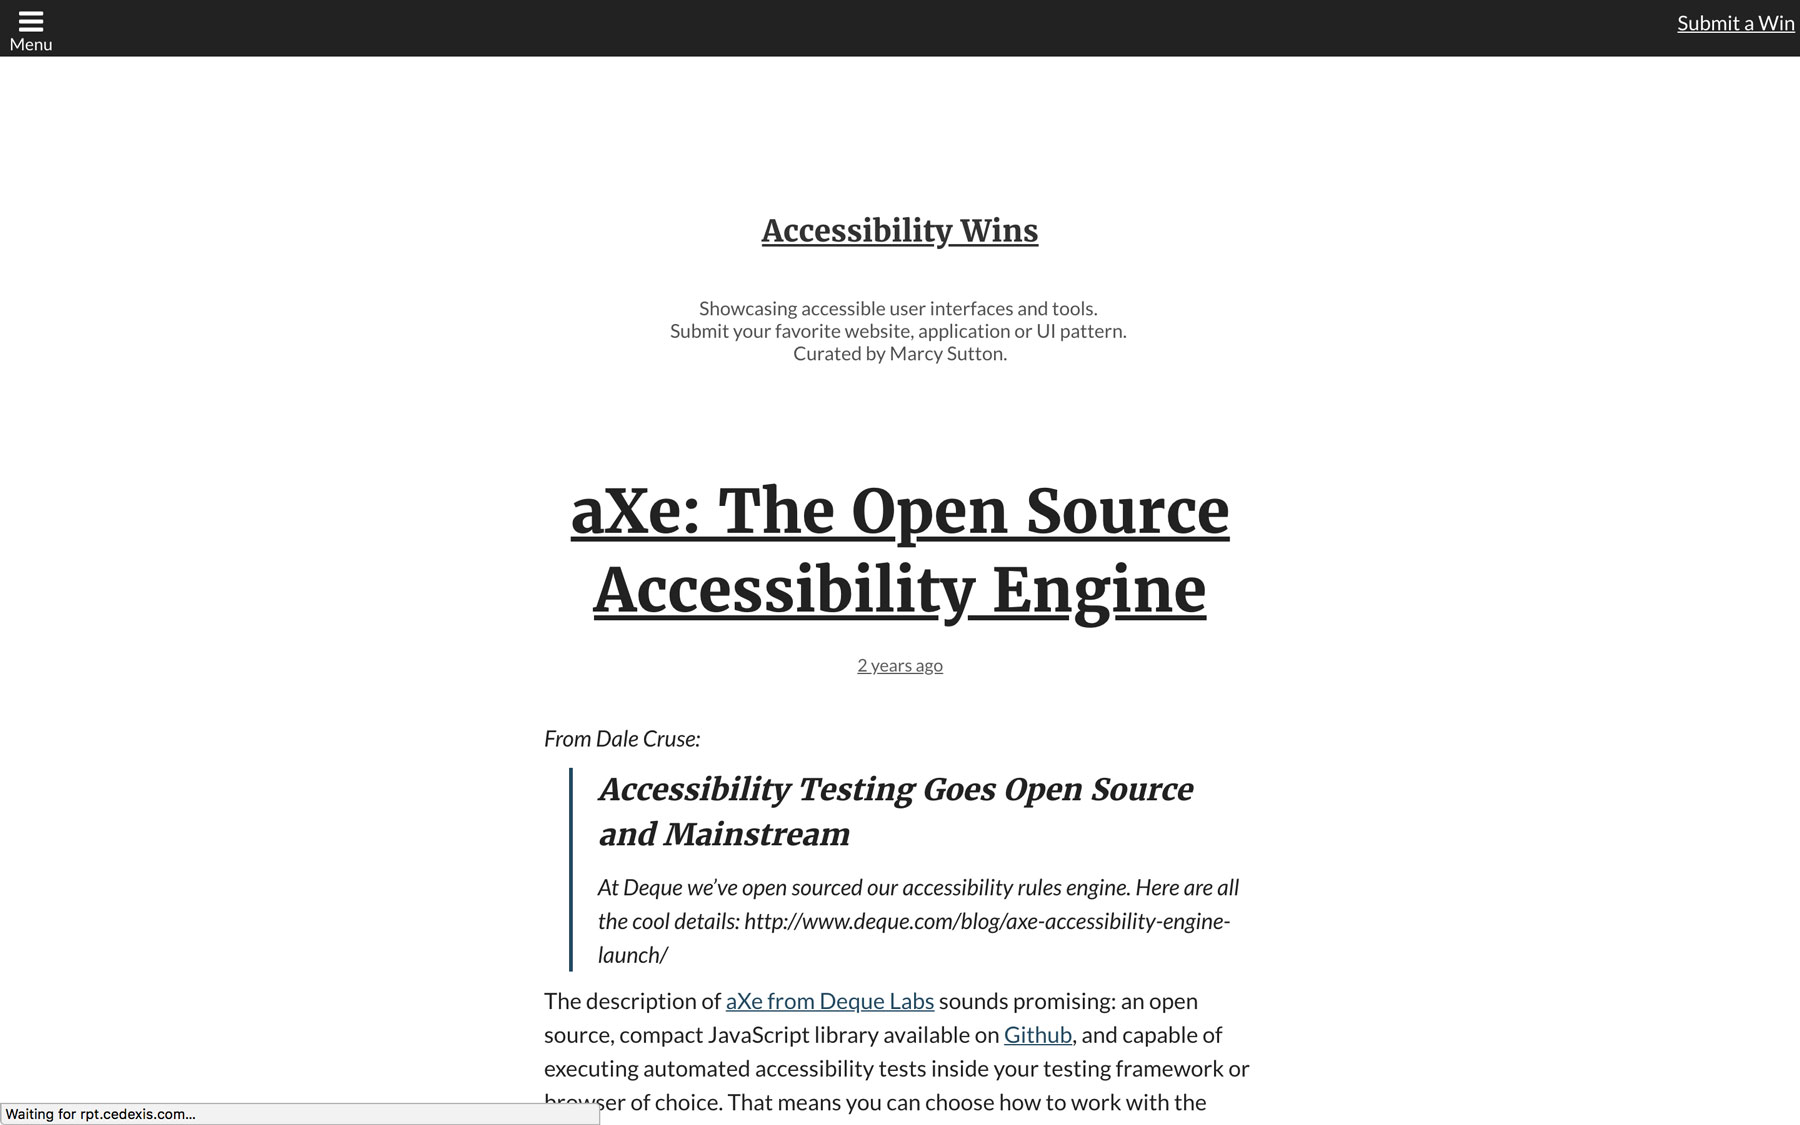 Menu
Submit a Win
Accessibility Wins
Showcasing accessible user interfaces and tools.
Submit your favorite website, application or UI pattern.
Curated by Marcy Sutton.
aXe: The Open Source
Accessibility Engine
2 years ago
From Dale Cruse:
Accessibility Testing Goes Open Source
and Mainstream
At Deque we’ve open sourced our accessibility rules engine. Here are all
the cool details: http://www.deque.com/blog/axe-accessibility-engine-
launch/
The description of aXe from Deque Labs sounds promising: an open
source, compact JavaScript library available on Github, and capable of
executing automated accessibility tests inside your testing framework or
browser of choice. That means you can choose how to work with the
Waiting for rpt.cedexis.com...